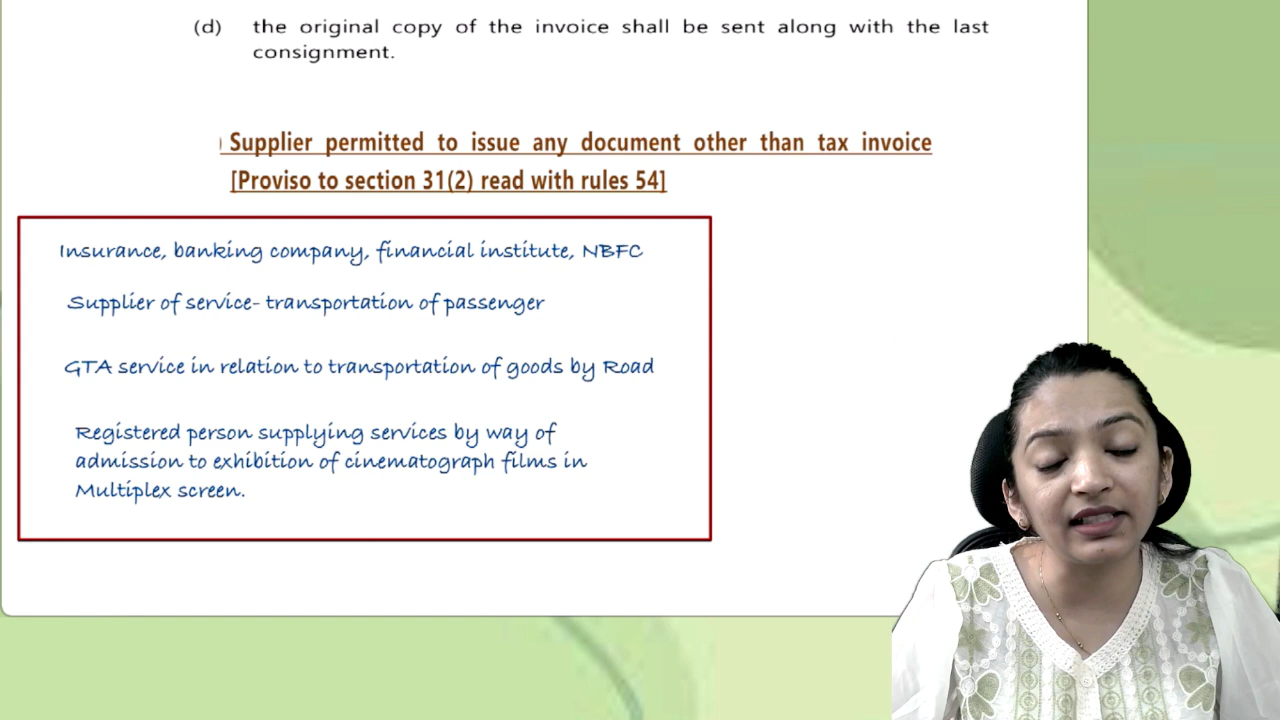 (d) the original copy of the invoice shall be sent along with the last
consignment.
Supplier permitted to issue any document other than tax invoice
[Proviso to section 31(2) read with rules 54]
Insurance, banking company, financial institute, NBFC
Supplier of service- transportation of passenger
GTA service in relation to transportation of goods by Road
Registered person supplying services by way of
admission to exhibition of cinematograph films in
Multiplex screen.